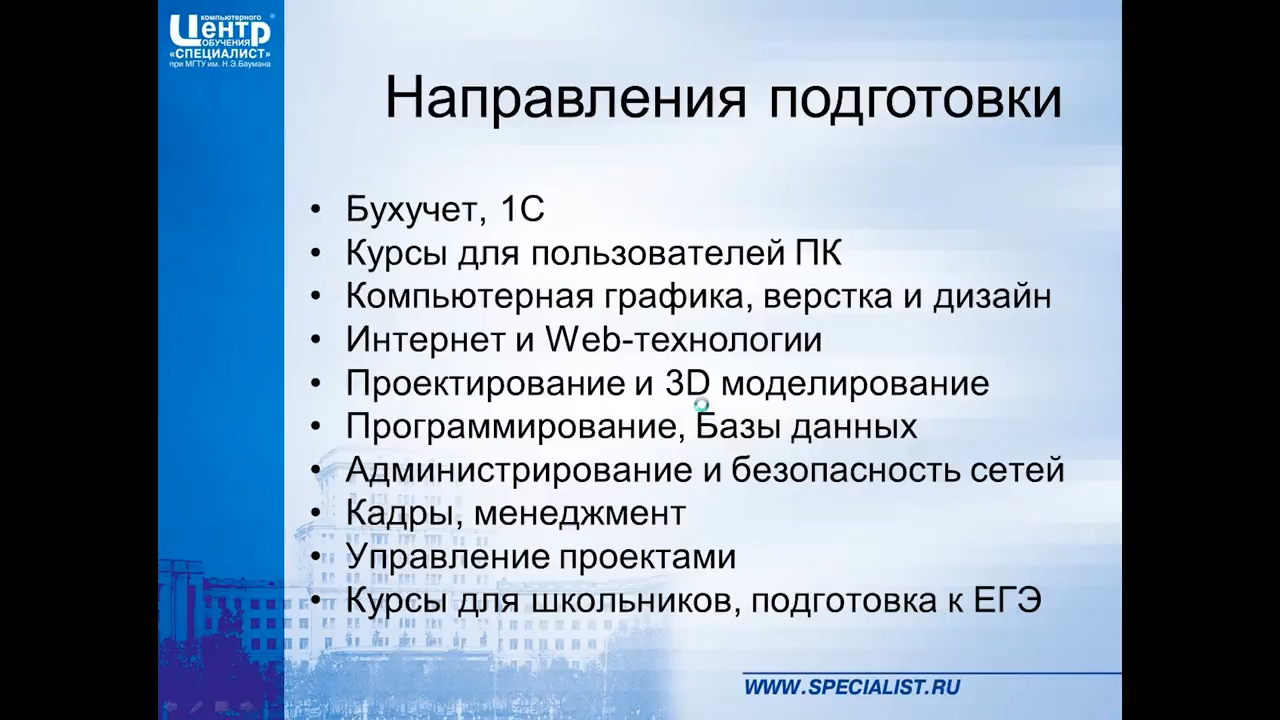 компьютерного
Центр
ОБУЧЕНИЯ
«СПЕЦИАЛИСТ»
при МГТУ им. Н.Э.Баумана
Направления подготовки
• Бухучет, 1С
• Курсы для пользователей ПК
• Компьютерная графика, верстка и дизайн
• Интернет и Web-технологии
• Проектирование и 3D моделирование
• Программирование, Базы данных
• Администрирование и безопасность сетей
• Кадры, менеджмент
• Управление проектами
• Курсы для школьников, подготовка к ЕГЭ
WWW.SPECIALIST.RU